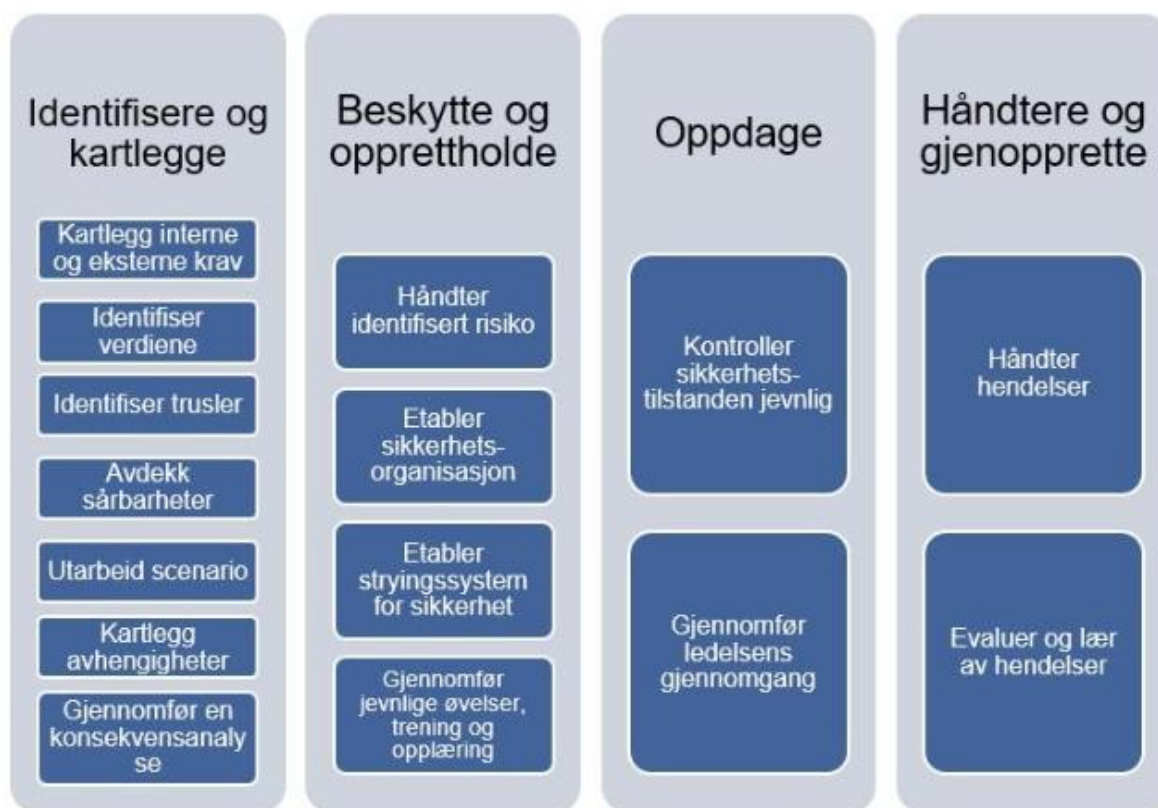 Identifisere og
kartlegge
Kartlegg interne
og eksterne krav
Identifiser
verdiene
Identifiser trusler
Avdekk
sårbarheter
Utarbeid scenario
Kartlegg
avhengigheter
Gjennomfør en
konsekvensanaly
se
Beskytte og
opprettholde
Håndter
identifisert risiko
Etabler
sikkerhets-
organisasjon
Etabler
stryingssystem
for sikkerhet
Gjennomfør
jevnlige øvelser,
trening og
opplæring
Oppdage
Kontroller
sikkerhets-
tilstanden jevnlig
Gjennomfør
ledelsens
gjennomgang
Håndtere og
gjenopprette
Håndter
hendelser
Evaluer og lær
av hendelser